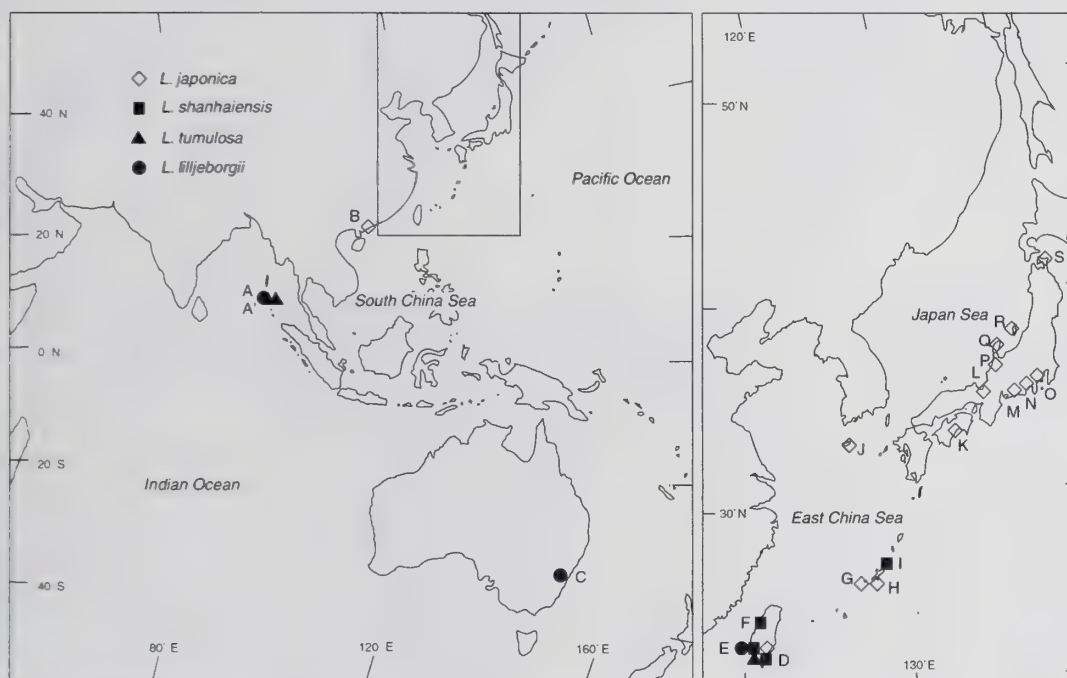 L. japonica
L. shanhaiensis
L. tumulosa
L. lilljeborgii
40 N
20 N
0 N
20 S
40 S
80° E
120 E
160° E
Pacific Ocean
South China Sea
Indian Ocean
A
A'
B
C
120°E
50°N
30°N
130°E
Japan Sea
East China Sea
S
R
Q
P
L
O
N
M
K
J
I
G
H
F
E
D